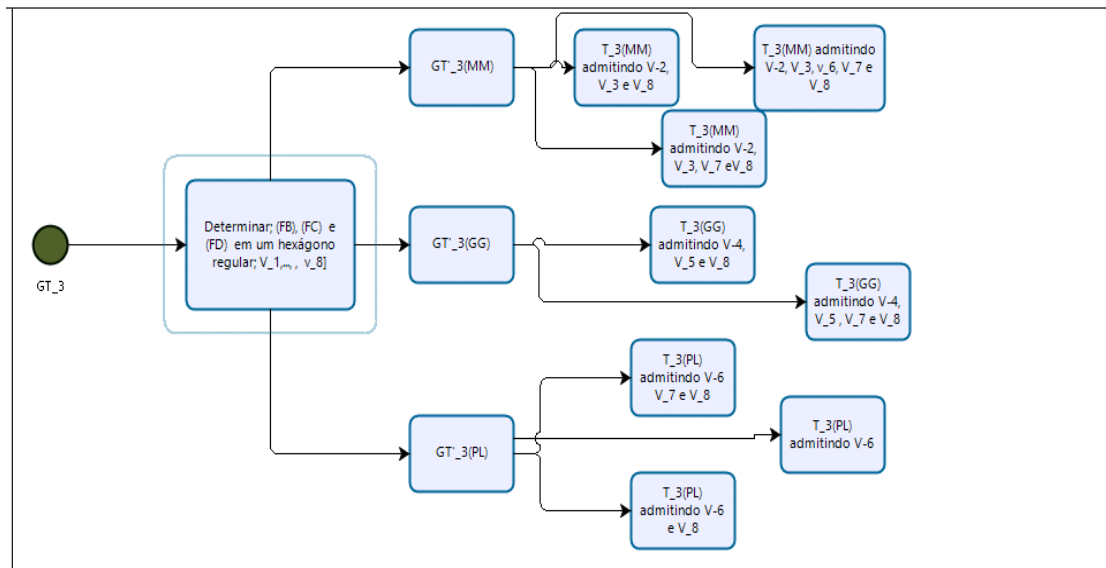 GT_3
Determinar; (FB), (FC) e
(FD) em um hexágono
regular; V_1,..., , v_8]
GT'_3(MM)
T_3(MM)
admitindo V-2,
V_3 e V_8
T_3(MM) admitindo
V-2, V_3, v_6, V_7 e
V_8
T_3(MM)
admitindo V-2,
V_3, V_7 eV_8
GT'_3(GG)
T_3(GG)
admitindo V-4,
V_5 e V_8
T_3(GG)
admitindo V-4,
V_5 , V_7 e V_8
GT'_3(PL)
T_3(PL)
admitindo V-6
V_7 e V_8
T_3(PL)
admitindo V-6
T_3(PL)
admitindo V-6
e V_8